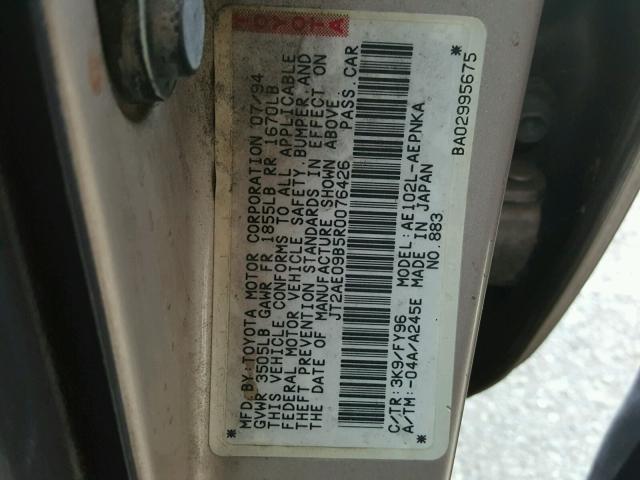 TOYOTA
MFD.BY:TOYOTA MOTOR CORPORATION 07/94
GVWR 3505LB GAWR FR 1855LB RR 1670LB
THIS VEHICLE CONFORMS TO ALL APPLICABLE
FEDERAL MOTOR VEHICLE SAFETY,BUMPER,AND
THEFT PREVENTION STANDARDS IN EFFECT ON
THE DATE OF MANUFACTURE SHOWN ABOVE.
JT2AE09B5R0076426 PASS.CAR
C/TR:3K9/FY96 MODEL:AE102L-AEPNKA
A/TM:-04A/A245E MADE IN JAPAN
NO.883
* BA02995675 *